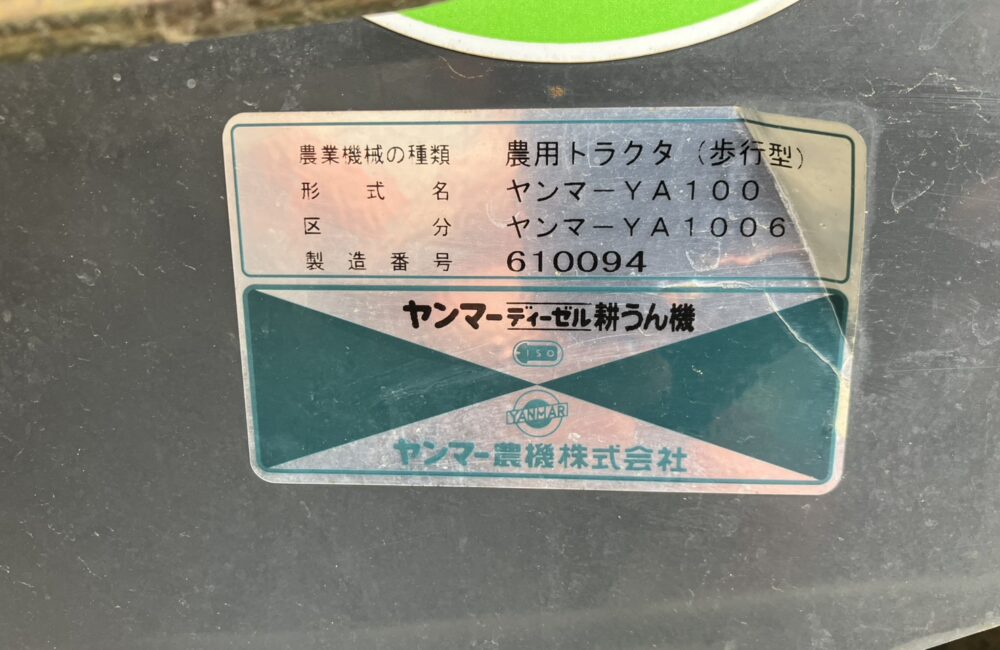 農業機械の種類 農用トラクタ（歩行型）
形式名 ヤンマーYA100
区分 ヤンマーYA1006
製造番号 610094
ヤンマーディーゼル耕うん機
ISO
YANMAR
ヤンマー農機株式会社